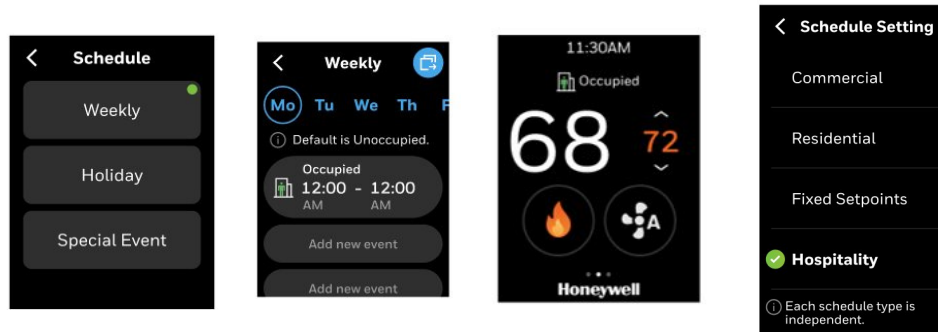 Schedule
Weekly
Holiday
Special Event
Weekly
Mo Tu We Th F
Default is Unoccupied.
Occupied
12:00 - 12:00
AM AM
Add new event
Add new event
11:30AM
Occupied
68 72
A
Honeywell
Schedule Setting
Commercial
Residential
Fixed Setpoints
Hospitality
Each schedule type is
independent.